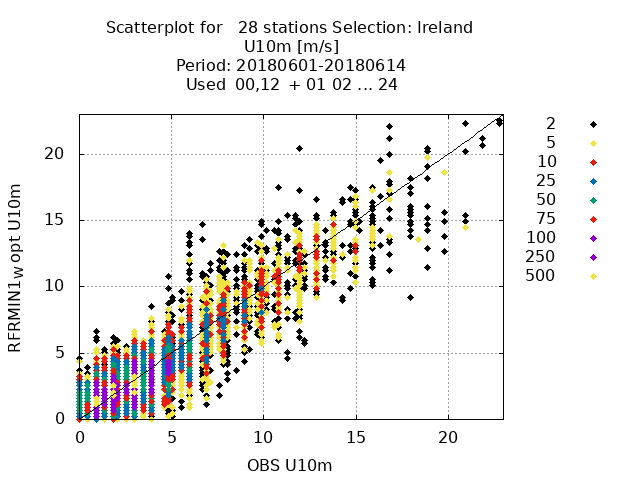 Scatterplot for 28 stations Selection: Ireland
U10m [m/s]
Period: 20180601-20180614
Used 00,12 + 01 02 ... 24
RFRMIN1_W opt U10m
20
15
10
5
0
0 5 10 15 20
OBS U10m
2
5
10
25
50
75
100
250
500